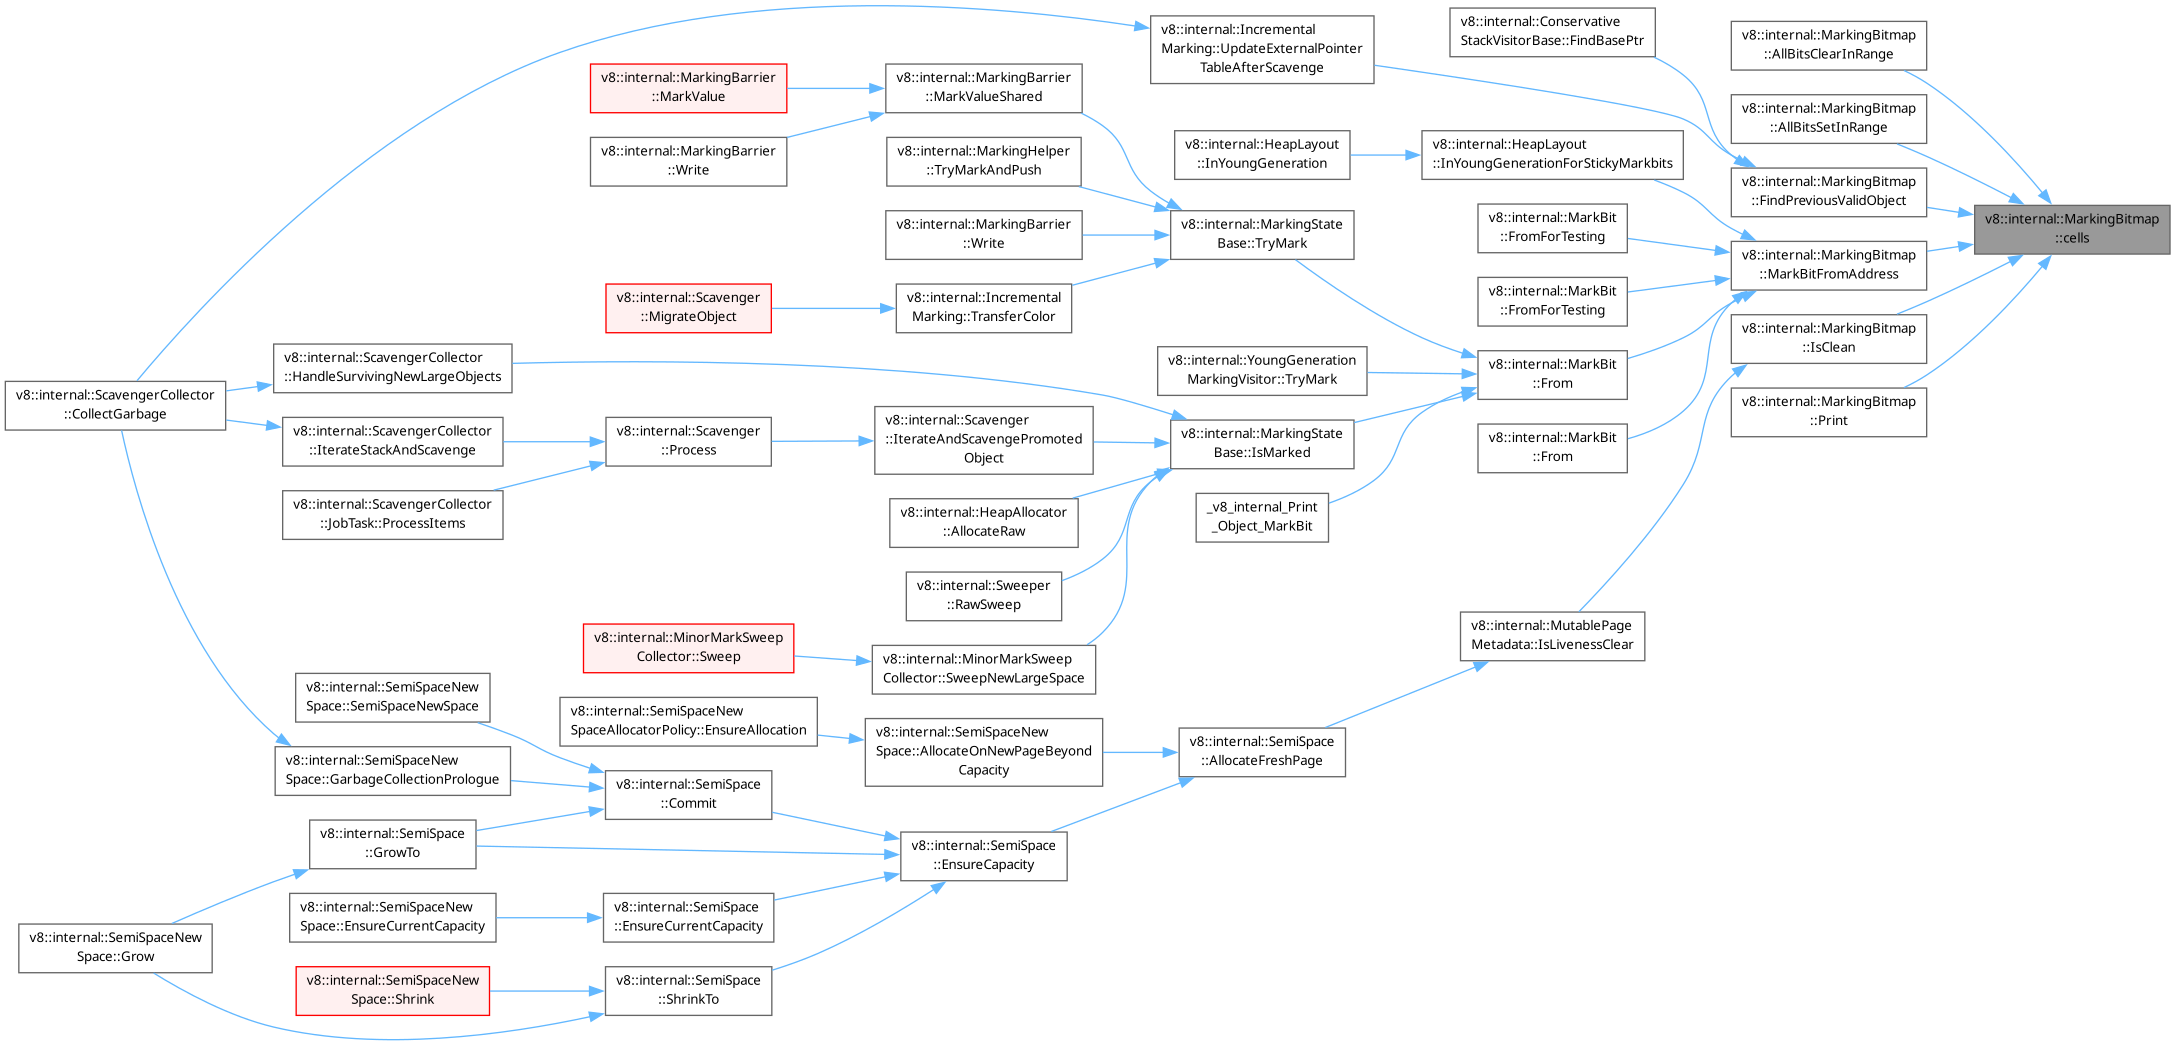 v8::internal::MarkingBitmap
::cells
v8::internal::MarkingBitmap
::AllBitsClearInRange
v8::internal::MarkingBitmap
::AllBitsSetInRange
v8::internal::MarkingBitmap
::FindPreviousValidObject
v8::internal::MarkingBitmap
::MarkBitFromAddress
v8::internal::MarkingBitmap
::IsClean
v8::internal::MarkingBitmap
::Print
v8::internal::Conservative
StackVisitorBase::FindBasePtr
v8::internal::Incremental
Marking::UpdateExternalPointer
TableAfterScavenge
v8::internal::ScavengerCollector
::CollectGarbage
v8::internal::HeapLayout
::InYoungGenerationForStickyMarkbits
v8::internal::HeapLayout
::InYoungGeneration
v8::internal::MarkBit
::FromForTesting
v8::internal::MarkBit
::FromForTesting
v8::internal::MarkBit
::From
v8::internal::MarkBit
::From
v8::internal::MarkingState
Base::TryMark
v8::internal::MarkingBarrier
::MarkValueShared
v8::internal::MarkingBarrier
::MarkValue
v8::internal::MarkingBarrier
::Write
v8::internal::MarkingHelper
::TryMarkAndPush
v8::internal::MarkingBarrier
::Write
v8::internal::Incremental
Marking::TransferColor
v8::internal::Scavenger
::MigrateObject
v8::internal::YoungGeneration
MarkingVisitor::TryMark
v8::internal::MarkingState
Base::IsMarked
_v8_internal_Print
_Object_MarkBit
v8::internal::ScavengerCollector
::HandleSurvivingNewLargeObjects
v8::internal::Scavenger
::IterateAndScavengePromoted
Object
v8::internal::Scavenger
::Process
v8::internal::ScavengerCollector
::IterateStackAndScavenge
v8::internal::ScavengerCollector
::JobTask::ProcessItems
v8::internal::HeapAllocator
::AllocateRaw
v8::internal::Sweeper
::RawSweep
v8::internal::MinorMarkSweep
Collector::SweepNewLargeSpace
v8::internal::MinorMarkSweep
Collector::Sweep
v8::internal::MutablePage
Metadata::IsLivenessClear
v8::internal::SemiSpace
::AllocateFreshPage
v8::internal::SemiSpaceNew
Space::AllocateOnNewPageBeyond
Capacity
v8::internal::SemiSpaceNew
SpaceAllocatorPolicy::EnsureAllocation
v8::internal::SemiSpace
::EnsureCapacity
v8::internal::SemiSpace
::Commit
v8::internal::SemiSpaceNew
Space::SemiSpaceNewSpace
v8::internal::SemiSpaceNew
Space::GarbageCollectionPrologue
v8::internal::SemiSpace
::GrowTo
v8::internal::SemiSpaceNew
Space::Grow
v8::internal::SemiSpace
::EnsureCurrentCapacity
v8::internal::SemiSpaceNew
Space::EnsureCurrentCapacity
v8::internal::SemiSpace
::ShrinkTo
v8::internal::SemiSpaceNew
Space::Shrink